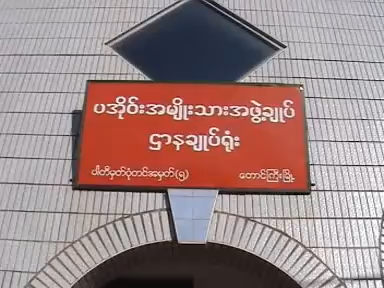 ပအိုဝ်းအမျိုးသားအဖွဲ့ချုပ်
ဌာနချုပ်ရုံး
ပါတီမှတ်ပုံတင်အမှတ်(၅) တောင်ကြီးမြို့